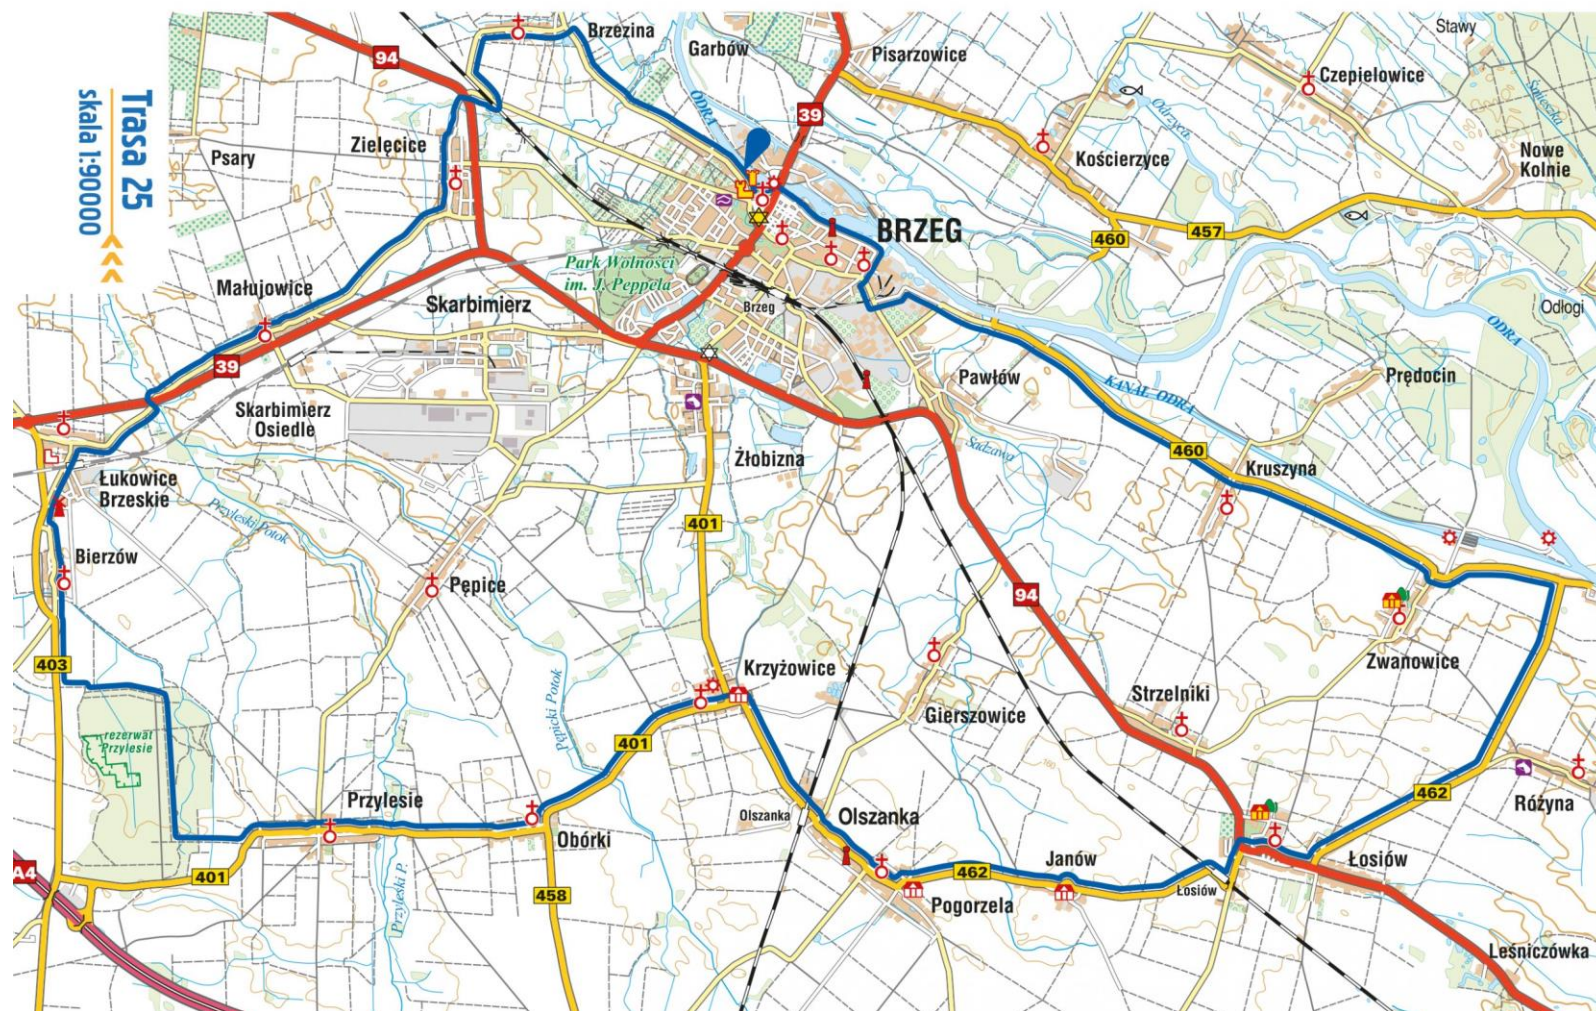 Trasa 25
skala 1:90000
94
Brzezina
Garbów
Pisarzowice
Stawy
Czepielowice
Śmieszka
ODRA
39
Odrzyca
Zielęcice
Psary
Kościerzyce
Nowe
Kolnie
BRZEG
460
457
Park Wolności
im. J. Peppela
Małujowice
Skarbimierz
Brzeg
Odłogi
ODRA
39
Pawłów
KANAŁ ODRA
Prędocin
Skarbimierz
Osiedle
Sadzawa
Żłobizna
460
Kruszyna
Łukowice
Brzeskie
Przyleski Potok
401
Bierzów
Pępice
94
403
Krzyżowice
Zwanowice
Strzelniki
Pępicki Potok
Gierszowice
rezerwat
Przylesie
401
462
Różyna
Przylesie
Olszanka
Olszanka
Obórki
Janów
Łosiów
401
A4
462
Łosiów
458
Przyleski P.
Pogorzela
Leśniczówka